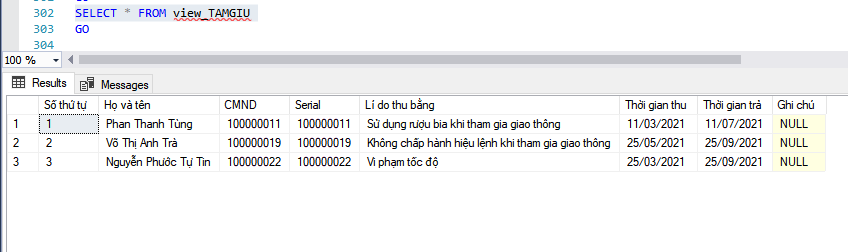 302 SELECT * FROM view_TAMGIU
303 GO
304
100 %
Results Messages
Số thứ tự Họ và tên CMND Serial Lí do thu bằng Thời gian thu Thời gian trả Ghi chú
1 1 Phan Thanh Tùng 100000011 100000011 Sử dụng rượu bia khi tham gia giao thông 11/03/2021 11/07/2021 NULL
2 2 Võ Thị Anh Trà 100000019 100000019 Không chấp hành hiệu lệnh khi tham gia giao thông 25/05/2021 25/09/2021 NULL
3 3 Nguyễn Phước Tự Tin 100000022 100000022 Vi phạm tốc độ 25/03/2021 25/09/2021 NULL